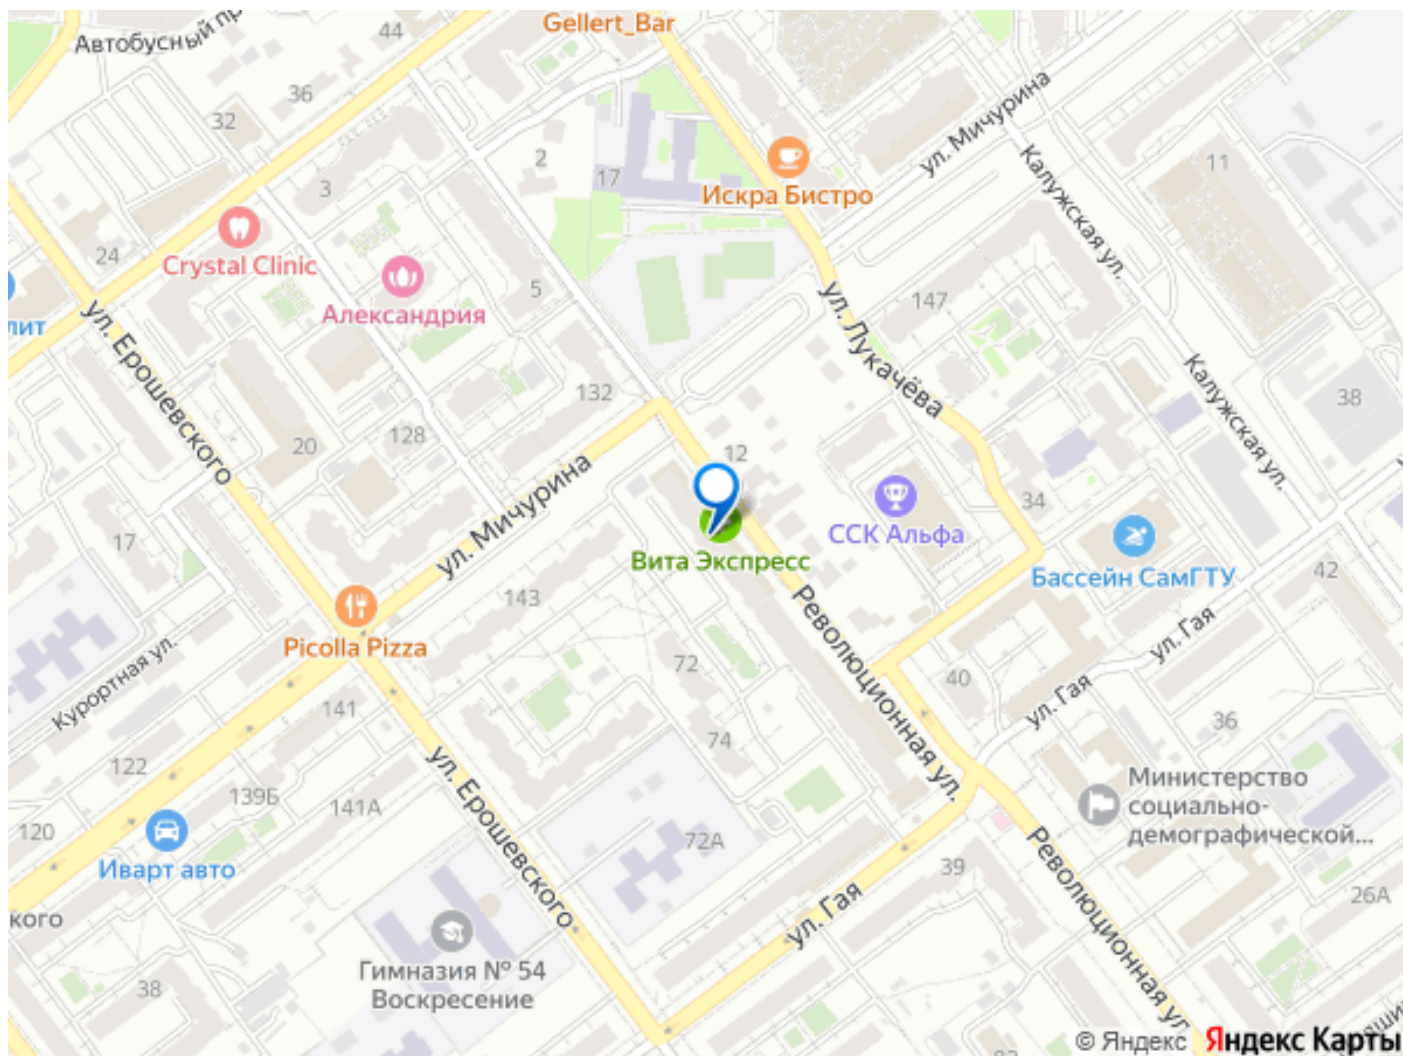 Gellert_Bar
Автобусный пр
44
36
32
ул. Мичурина
2
3
17
11
Искра Бистро
Калужская ул.
24
Crystal Clinic
Александрия
5
147
лит
ул. Ерошевского
ул. Лукачёва
Калужская ул.
132
38
128
20
12
ул. Мичурина
34
17
ССК Альфа
Вита Экспресс
Бассейн СамГТУ
42
143
Революционная ул.
Picolla Pizza
Курортная ул.
72
40
ул. Гая
ул. Гая
141
36
122
74
ул. Ерошевского
139Б
141А
Министерство
социально-
демографической...
120
72А
Иварт авто
39
Революционная ул.
26А
кого
ул. Гая
Гимназия № 54
Воскресение
38
© Яндекс Яндекс Карты